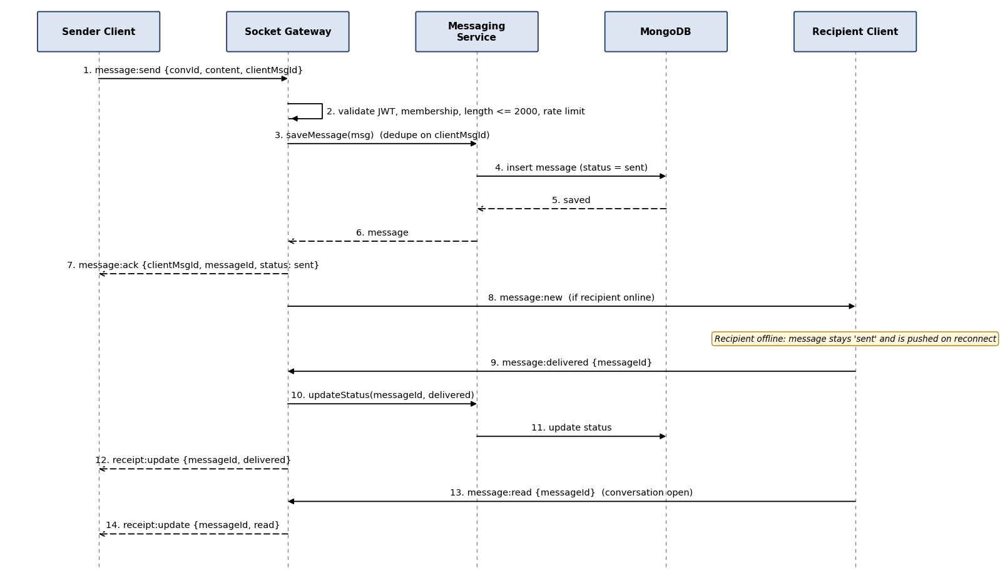 Sender Client
Socket Gateway
Messaging
Service
MongoDB
Recipient Client
1. message:send {convId, content, clientMsgId}
2. validate JWT, membership, length <= 2000, rate limit
3. saveMessage(msg)  (dedupe on clientMsgId)
4. insert message (status = sent)
5. saved
6. message
7. message:ack {clientMsgId, messageId, status: sent}
8. message:new  (if recipient online)
Recipient offline: message stays 'sent' and is pushed on reconnect
9. message:delivered {messageId}
10. updateStatus(messageId, delivered)
11. update status
12. receipt:update {messageId, delivered}
13. message:read {messageId}  (conversation open)
14. receipt:update {messageId, read}